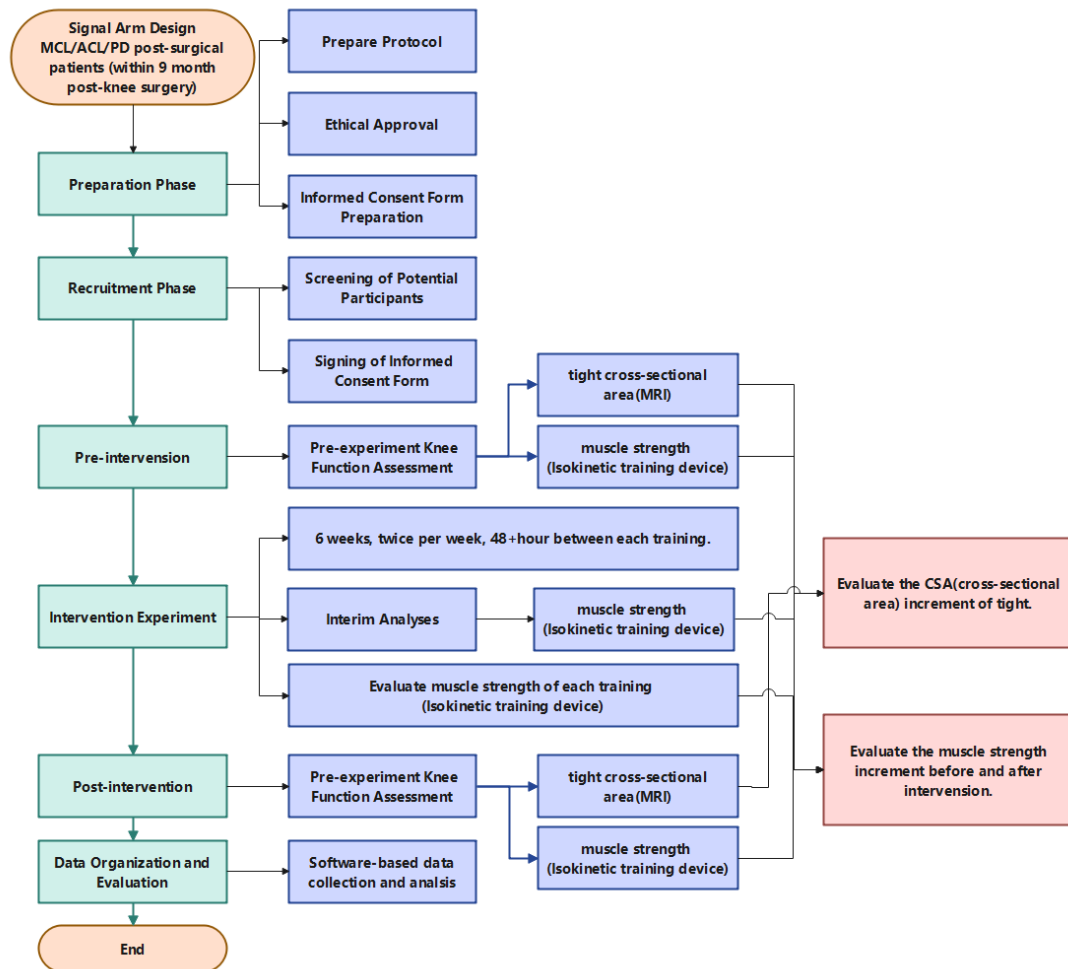 Signal Arm Design
MCL/ACL/PD post-surgical
patients (within 9 month
post-knee surgery)
Prepare Protocol
Ethical Approval
Preparation Phase
Informed Consent Form
Preparation
Recruitment Phase
Screening of Potential
Participants
Signing of Informed
Consent Form
tight cross-sectional
area(MRI)
Pre-intervension
Pre-experiment Knee
Function Assessment
muscle strength
(Isokinetic training device)
6 weeks, twice per week, 48+hour between each training.
Intervention Experiment
Interim Analyses
muscle strength
(Isokinetic training device)
Evaluate the CSA(cross-sectional
area) increment of tight.
Evaluate muscle strength of each training
(Isokinetic training device)
Evaluate the muscle strength
increment before and after
intervension.
Post-intervention
Pre-experiment Knee
Function Assessment
tight cross-sectional
area(MRI)
muscle strength
(Isokinetic training device)
Data Organization and
Evaluation
Software-based data
collection and analsis
End